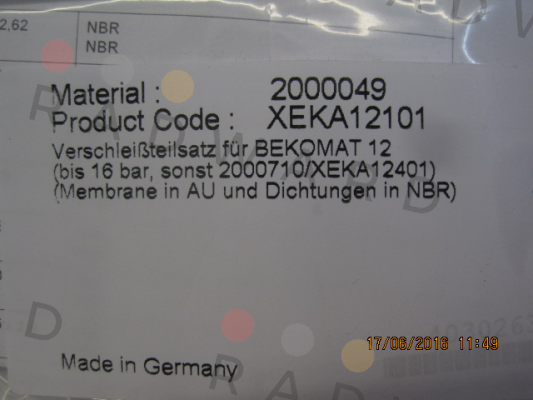 2,62 NBR
NBR
Material : 2000049
Product Code : XEKA12101
Verschleißteilsatz für BEKOMAT 12
(bis 16 bar, sonst 2000710/XEKA12401)
(Membrane in AU und Dichtungen in NBR)
RADWARD
17/06/2016 11:49
Made in Germany